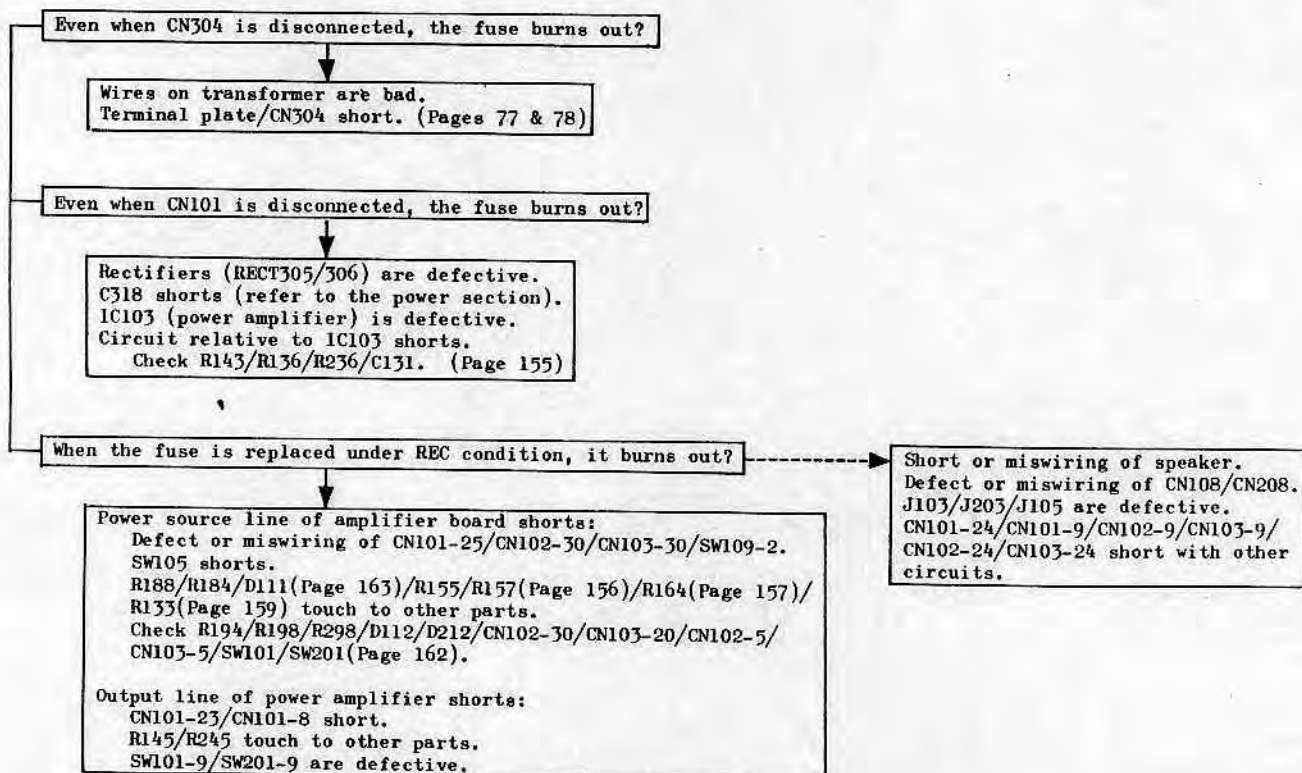 Even when CN304 is disconnected, the fuse burns out?
Wires on transformer are bad.
Terminal plate/CN304 short. (Pages 77 & 78)
Even when CN101 is disconnected, the fuse burns out?
Rectifiers (RECT305/306) are defective.
C318 shorts (refer to the power section).
IC103 (power amplifier) is defective.
Circuit relative to IC103 shorts.
Check R143/R136/R236/C131. (Page 155)
When the fuse is replaced under REC condition, it burns out?
Power source line of amplifier board shorts:
Defect or miswiring of CN101-25/CN102-30/CN103-30/SW109-2.
SW105 shorts.
R188/R184/D111(Page 163)/R155/R157(Page 156)/R164(Page 157)/
R133(Page 159) touch to other parts.
Check R194/R198/R298/D112/D212/CN102-30/CN103-20/CN102-5/
CN103-5/SW101/SW201(Page 162).
Output line of power amplifier shorts:
CN101-23/CN101-8 short.
R145/R245 touch to other parts.
SW101-9/SW201-9 are defective.
Short or miswiring of speaker.
Defect or miswiring of CN108/CN208.
J103/J203/J105 are defective.
CN101-24/CN101-9/CN102-9/CN103-9/
CN102-24/CN103-24 short with other
circuits.